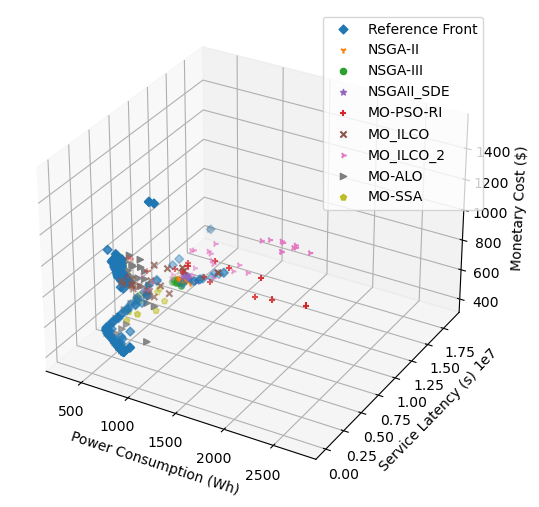 Reference Front
NSGA-II
NSGA-III
NSGAII_SDE
MO-PSO-RI
MO_ILCO
MO_ILCO_2
MO-ALO
MO-SSA
1400
1200
1000
800
600
400
Monetary Cost ($)
1.75
1.50
1.25
1.00
0.75
0.50
0.25
0.00
1e7
Service Latency (s)
500
1000
1500
2000
2500
Power Consumption (Wh)